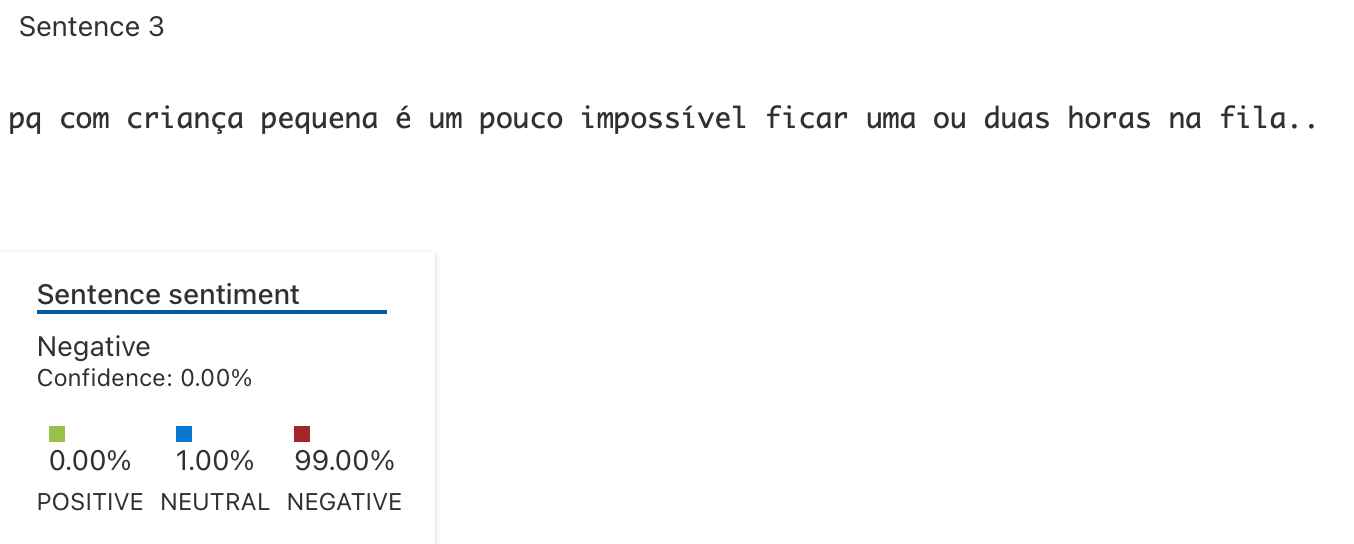 Sentence 3
pq com criança pequena é um pouco impossível ficar uma ou duas horas na fila..
Sentence sentiment
Negative
Confidence: 0.00%
0.00% 1.00% 99.00%
POSITIVE NEUTRAL NEGATIVE